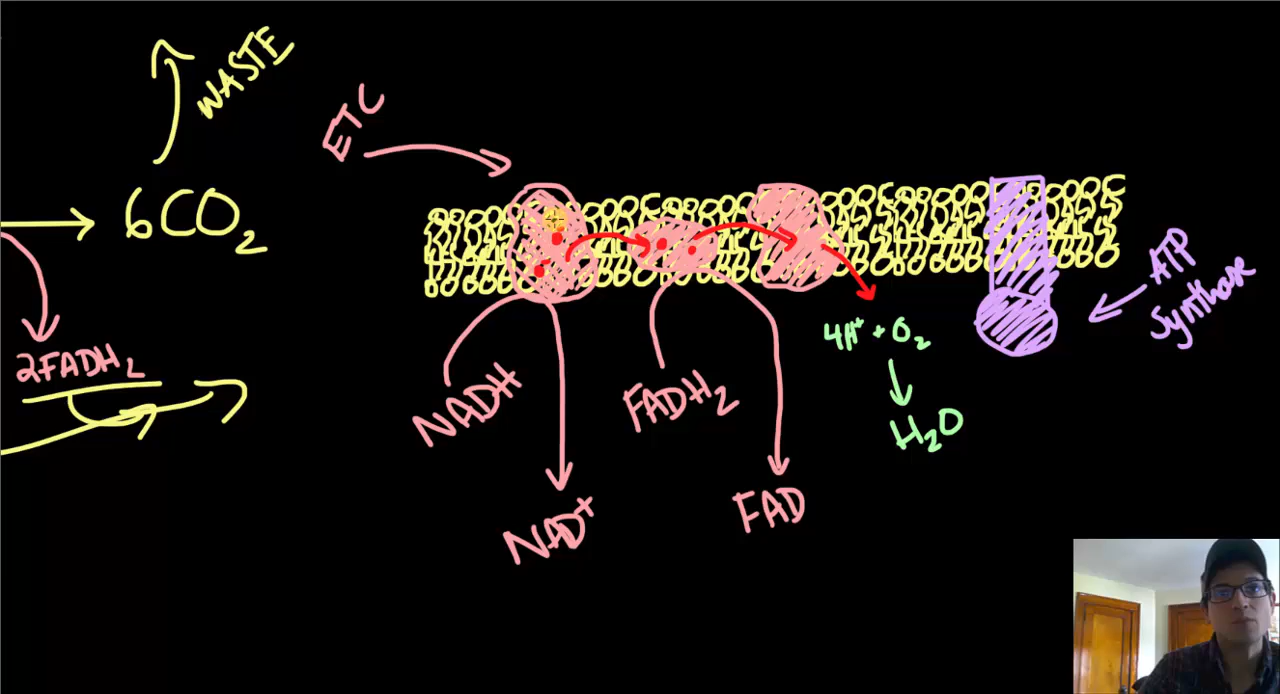 WASTE
ETC
6CO₂
2FADH₂
NADH
NAD⁺
FADH₂
FAD
4H⁺ + O₂
H₂O
ATP
Synthase